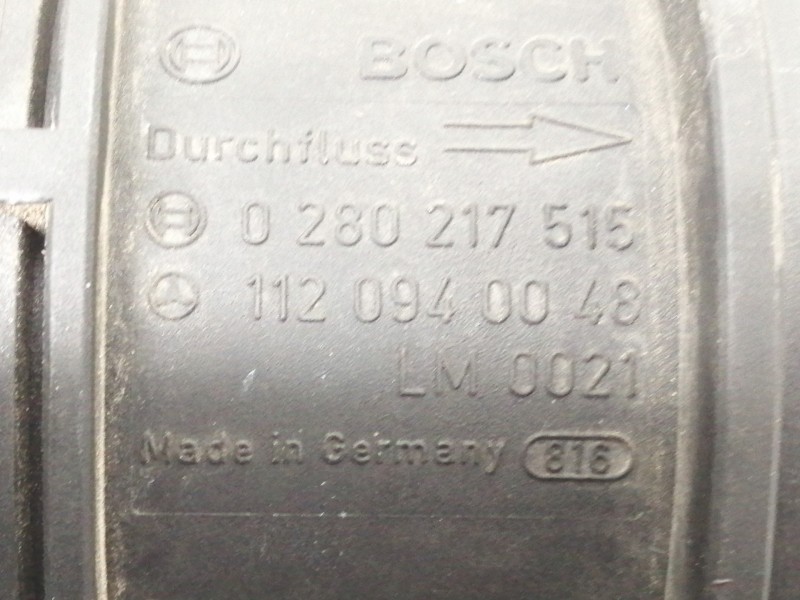 BOSCH
Durchfluss
0 280 217 515
112 094 00 48
LM 0021
Made in Germany 816